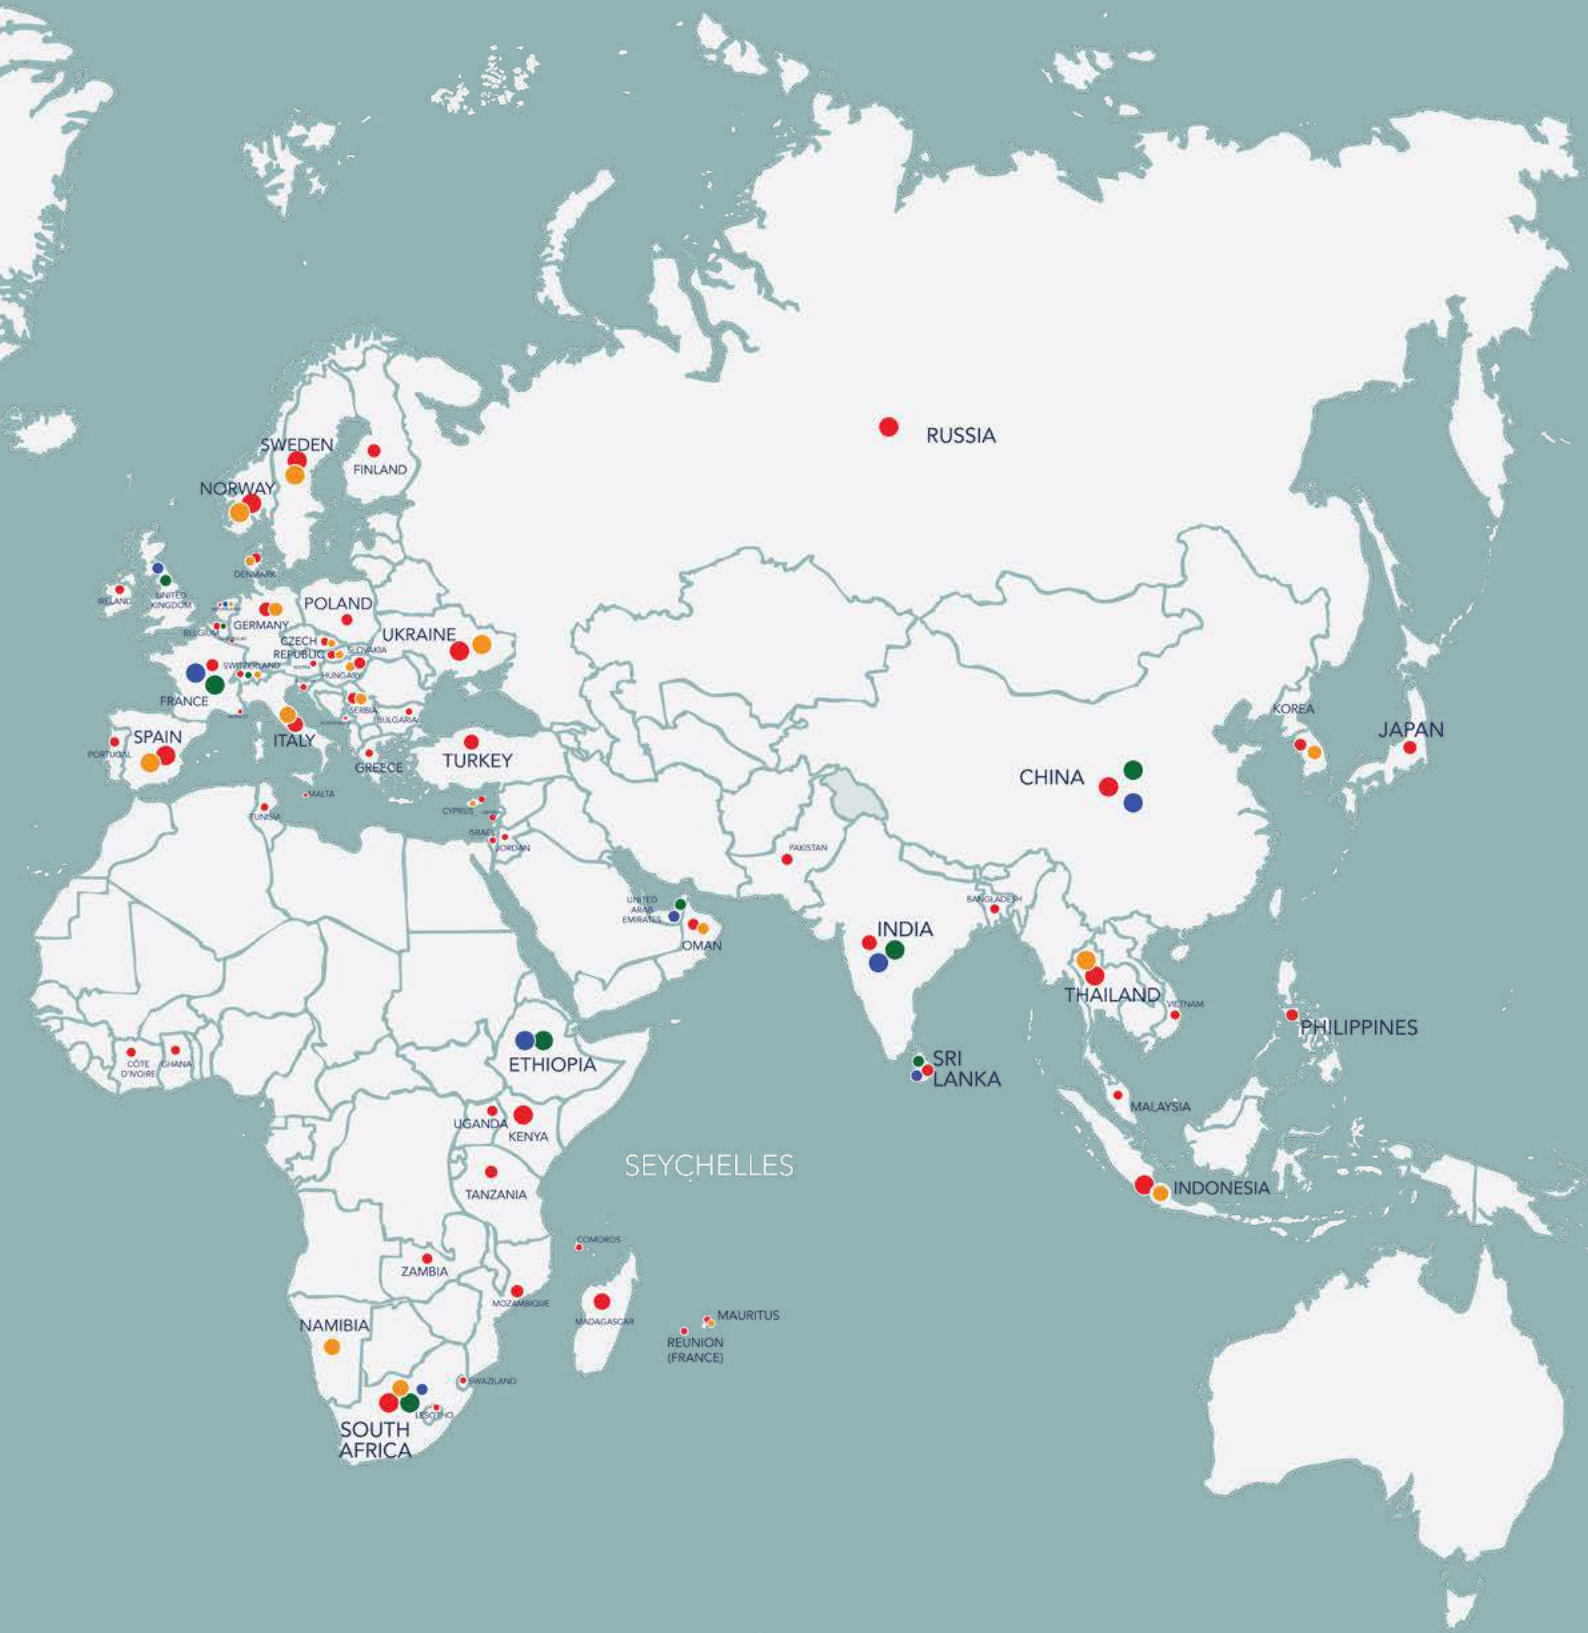 RUSSIA
SWEDEN
FINLAND
NORWAY
DENMARK
IRELAND
UNITED
KINGDOM
POLAND
GERMANY
BELGIUM
UKRAINE
CZECH
REPUBLIC
SLOVAKIA
SWITZERLAND
HUNGARY
FRANCE
SERBIA
BULGARIA
SPAIN
PORTUGAL
ITALY
GREECE
TURKEY
KOREA
JAPAN
CHINA
MALTA
TUNISIA
CYPRUS
ISRAEL
JORDAN
PAKISTAN
UNITED
ARAB
EMIRATES
OMAN
BANGLADESH
INDIA
THAILAND
VIETNAM
PHILIPPINES
CÔTE
D'IVOIRE
GHANA
ETHIOPIA
SRI
LANKA
UGANDA
KENYA
MALAYSIA
SEYCHELLES
TANZANIA
INDONESIA
COMOROS
ZAMBIA
MOZAMBIQUE
MADAGASCAR
MAURITUS
NAMIBIA
REUNION
(FRANCE)
SWAZILAND
LESOTHO
SOUTH
AFRICA